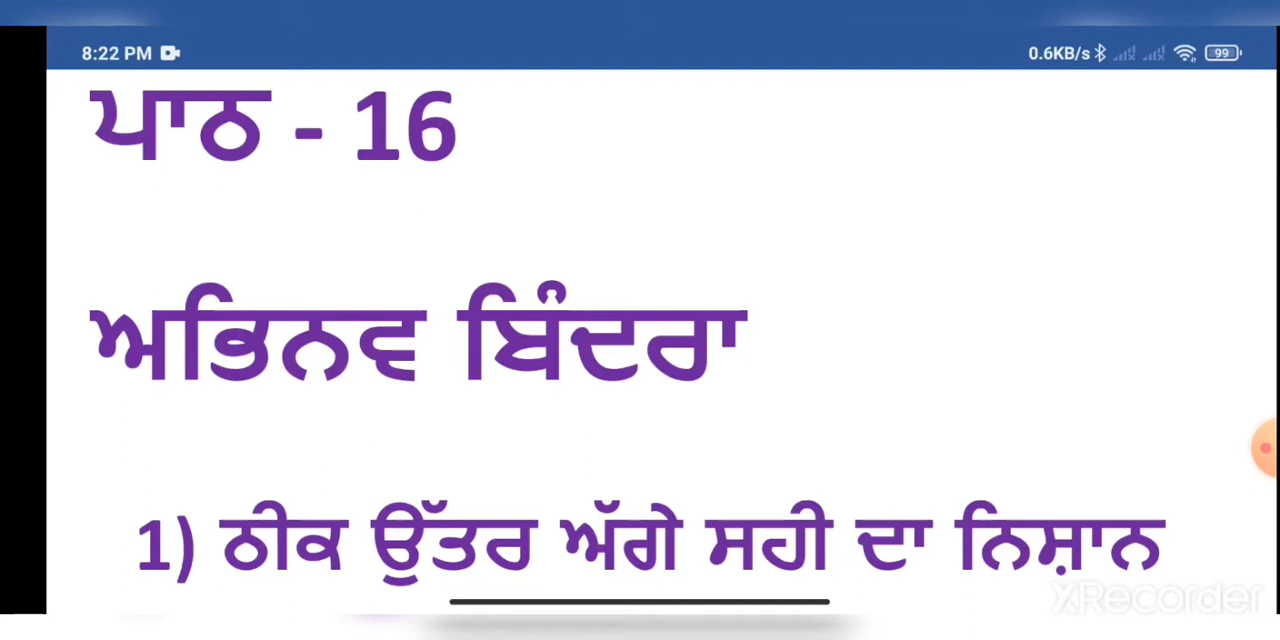 8:22 PM
0.6KB/s 99
ਪਾਠ - 16
ਅਭਿਨਵ ਬਿੰਦਰਾ
1) ਠੀਕ ਉੱਤਰ ਅੱਗੇ ਸਹੀ ਦਾ ਨਿਸ਼ਾਨ
XRecorder